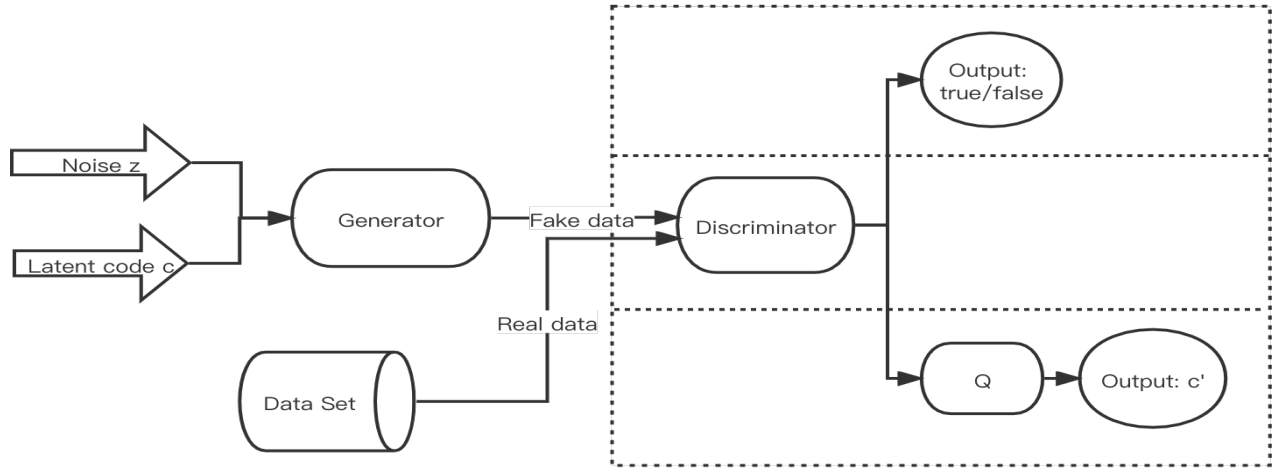 Output:
true/false
Noise z
Generator
Fake data
Discriminator
Latent code c
Real data
Data Set
Q
Output: c'